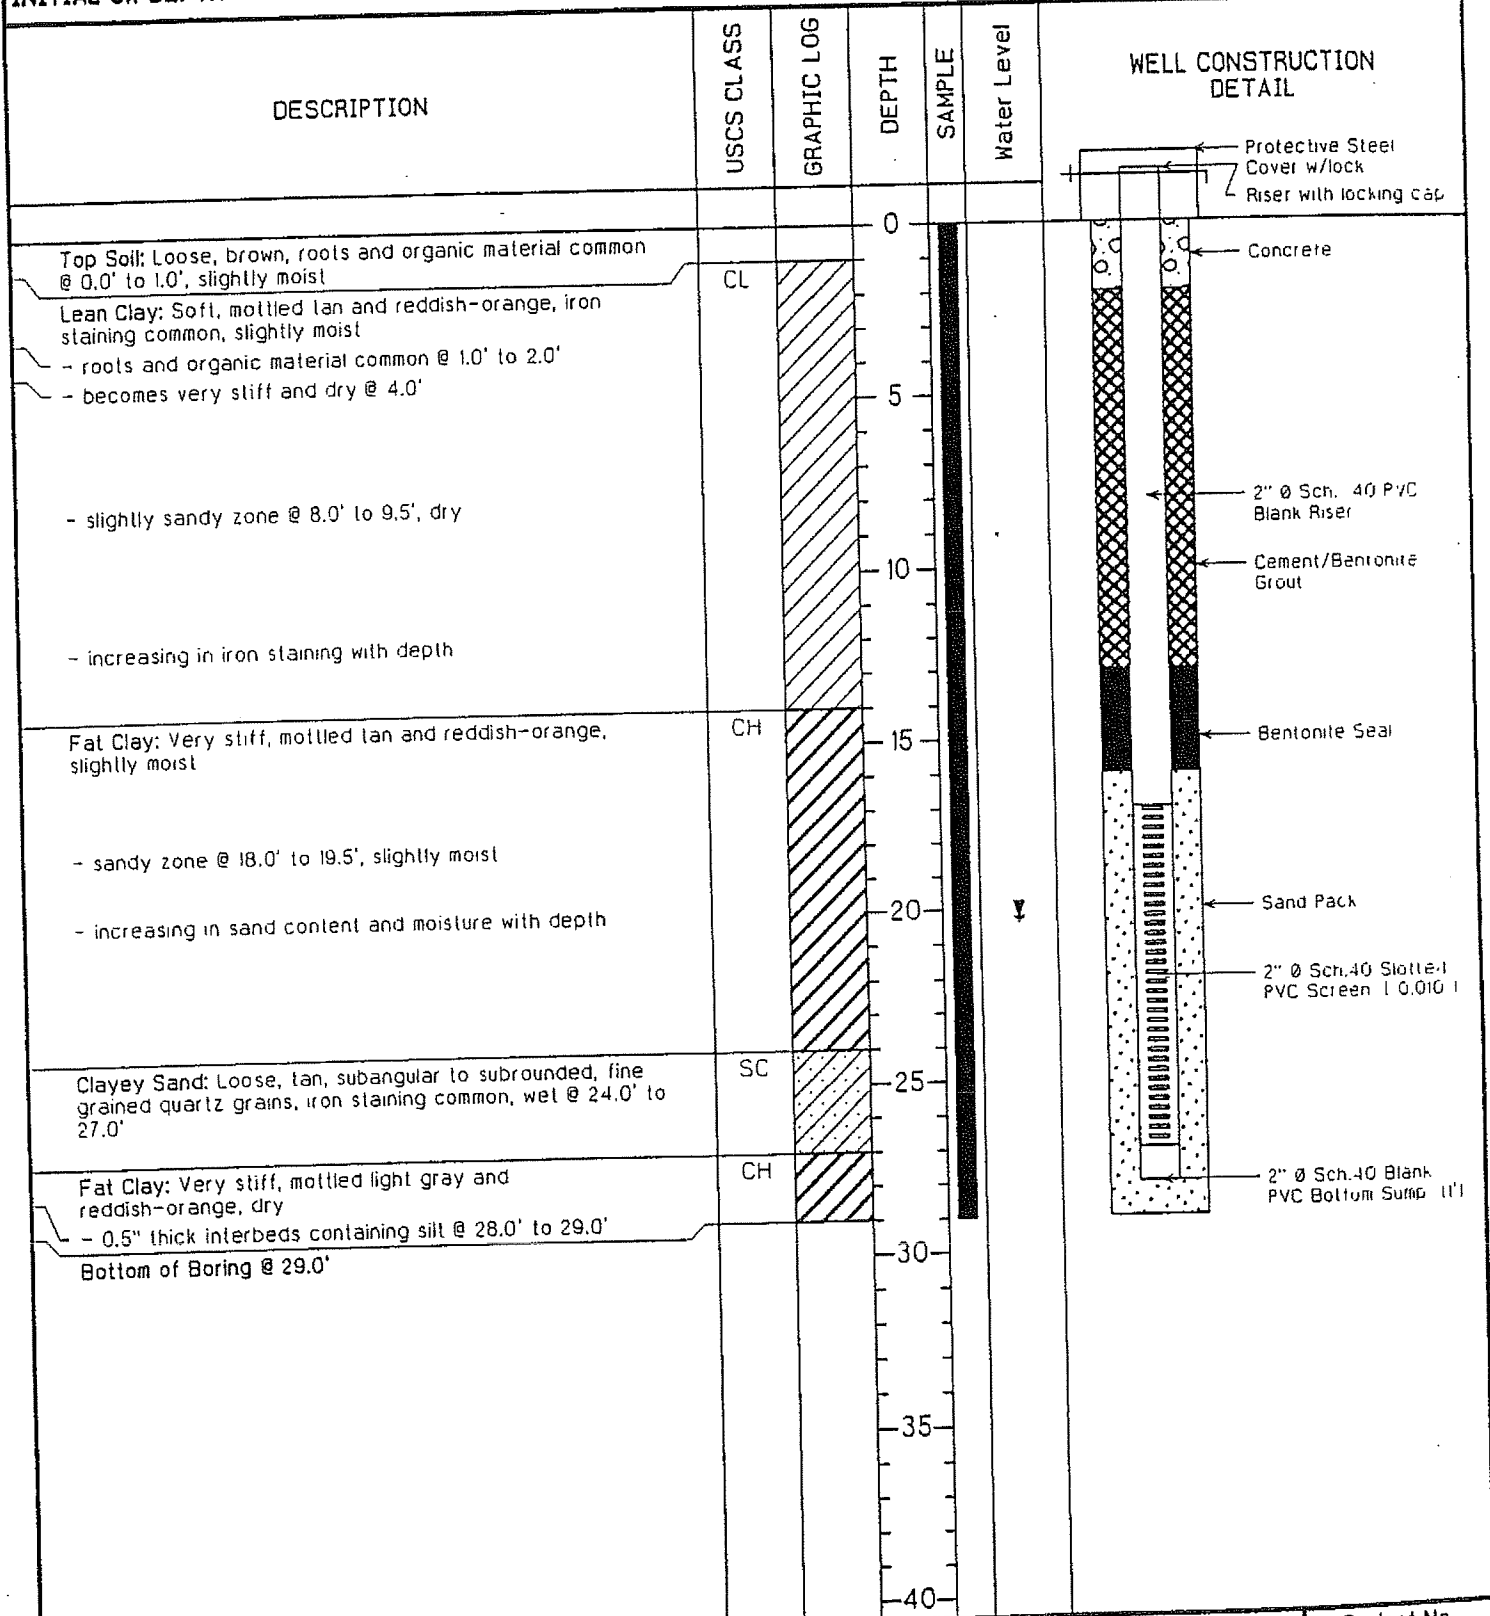 DESCRIPTION
USCS CLASS
GRAPHIC LOG
DEPTH
SAMPLE
Water Level
WELL CONSTRUCTION
DETAIL
Protective Steel
Cover w/lock
Riser with locking cap
0
Top Soil: Loose, brown, roots and organic material common
@ 0.0' to 1.0', slightly moist
CL
Concrete
Lean Clay: Soft, mottled tan and reddish-orange, iron
staining common, slightly moist
- roots and organic material common @ 1.0' to 2.0'
- becomes very stiff and dry @ 4.0'
5
2" Ø Sch. 40 PVC
Blank Riser
- slightly sandy zone @ 8.0' to 9.5', dry
10
Cement/Bentonite
Grout
- increasing in iron staining with depth
CH
Fat Clay: Very stiff, mottled tan and reddish-orange,
slightly moist
15
Bentonite Seal
- sandy zone @ 18.0' to 19.5', slightly moist
20
Sand Pack
- increasing in sand content and moisture with depth
2" Ø Sch.40 Slotted
PVC Screen ( 0.010 )
SC
Clayey Sand: Loose, tan, subangular to subrounded, fine
grained quartz grains, iron staining common, wet @ 24.0' to
27.0'
25
CH
Fat Clay: Very stiff, mottled light gray and
reddish-orange, dry
2" Ø Sch.40 Blank
PVC Bottom Sump (1')
- 0.5" thick interbeds containing silt @ 28.0' to 29.0'
30
Bottom of Boring @ 29.0'
35
40